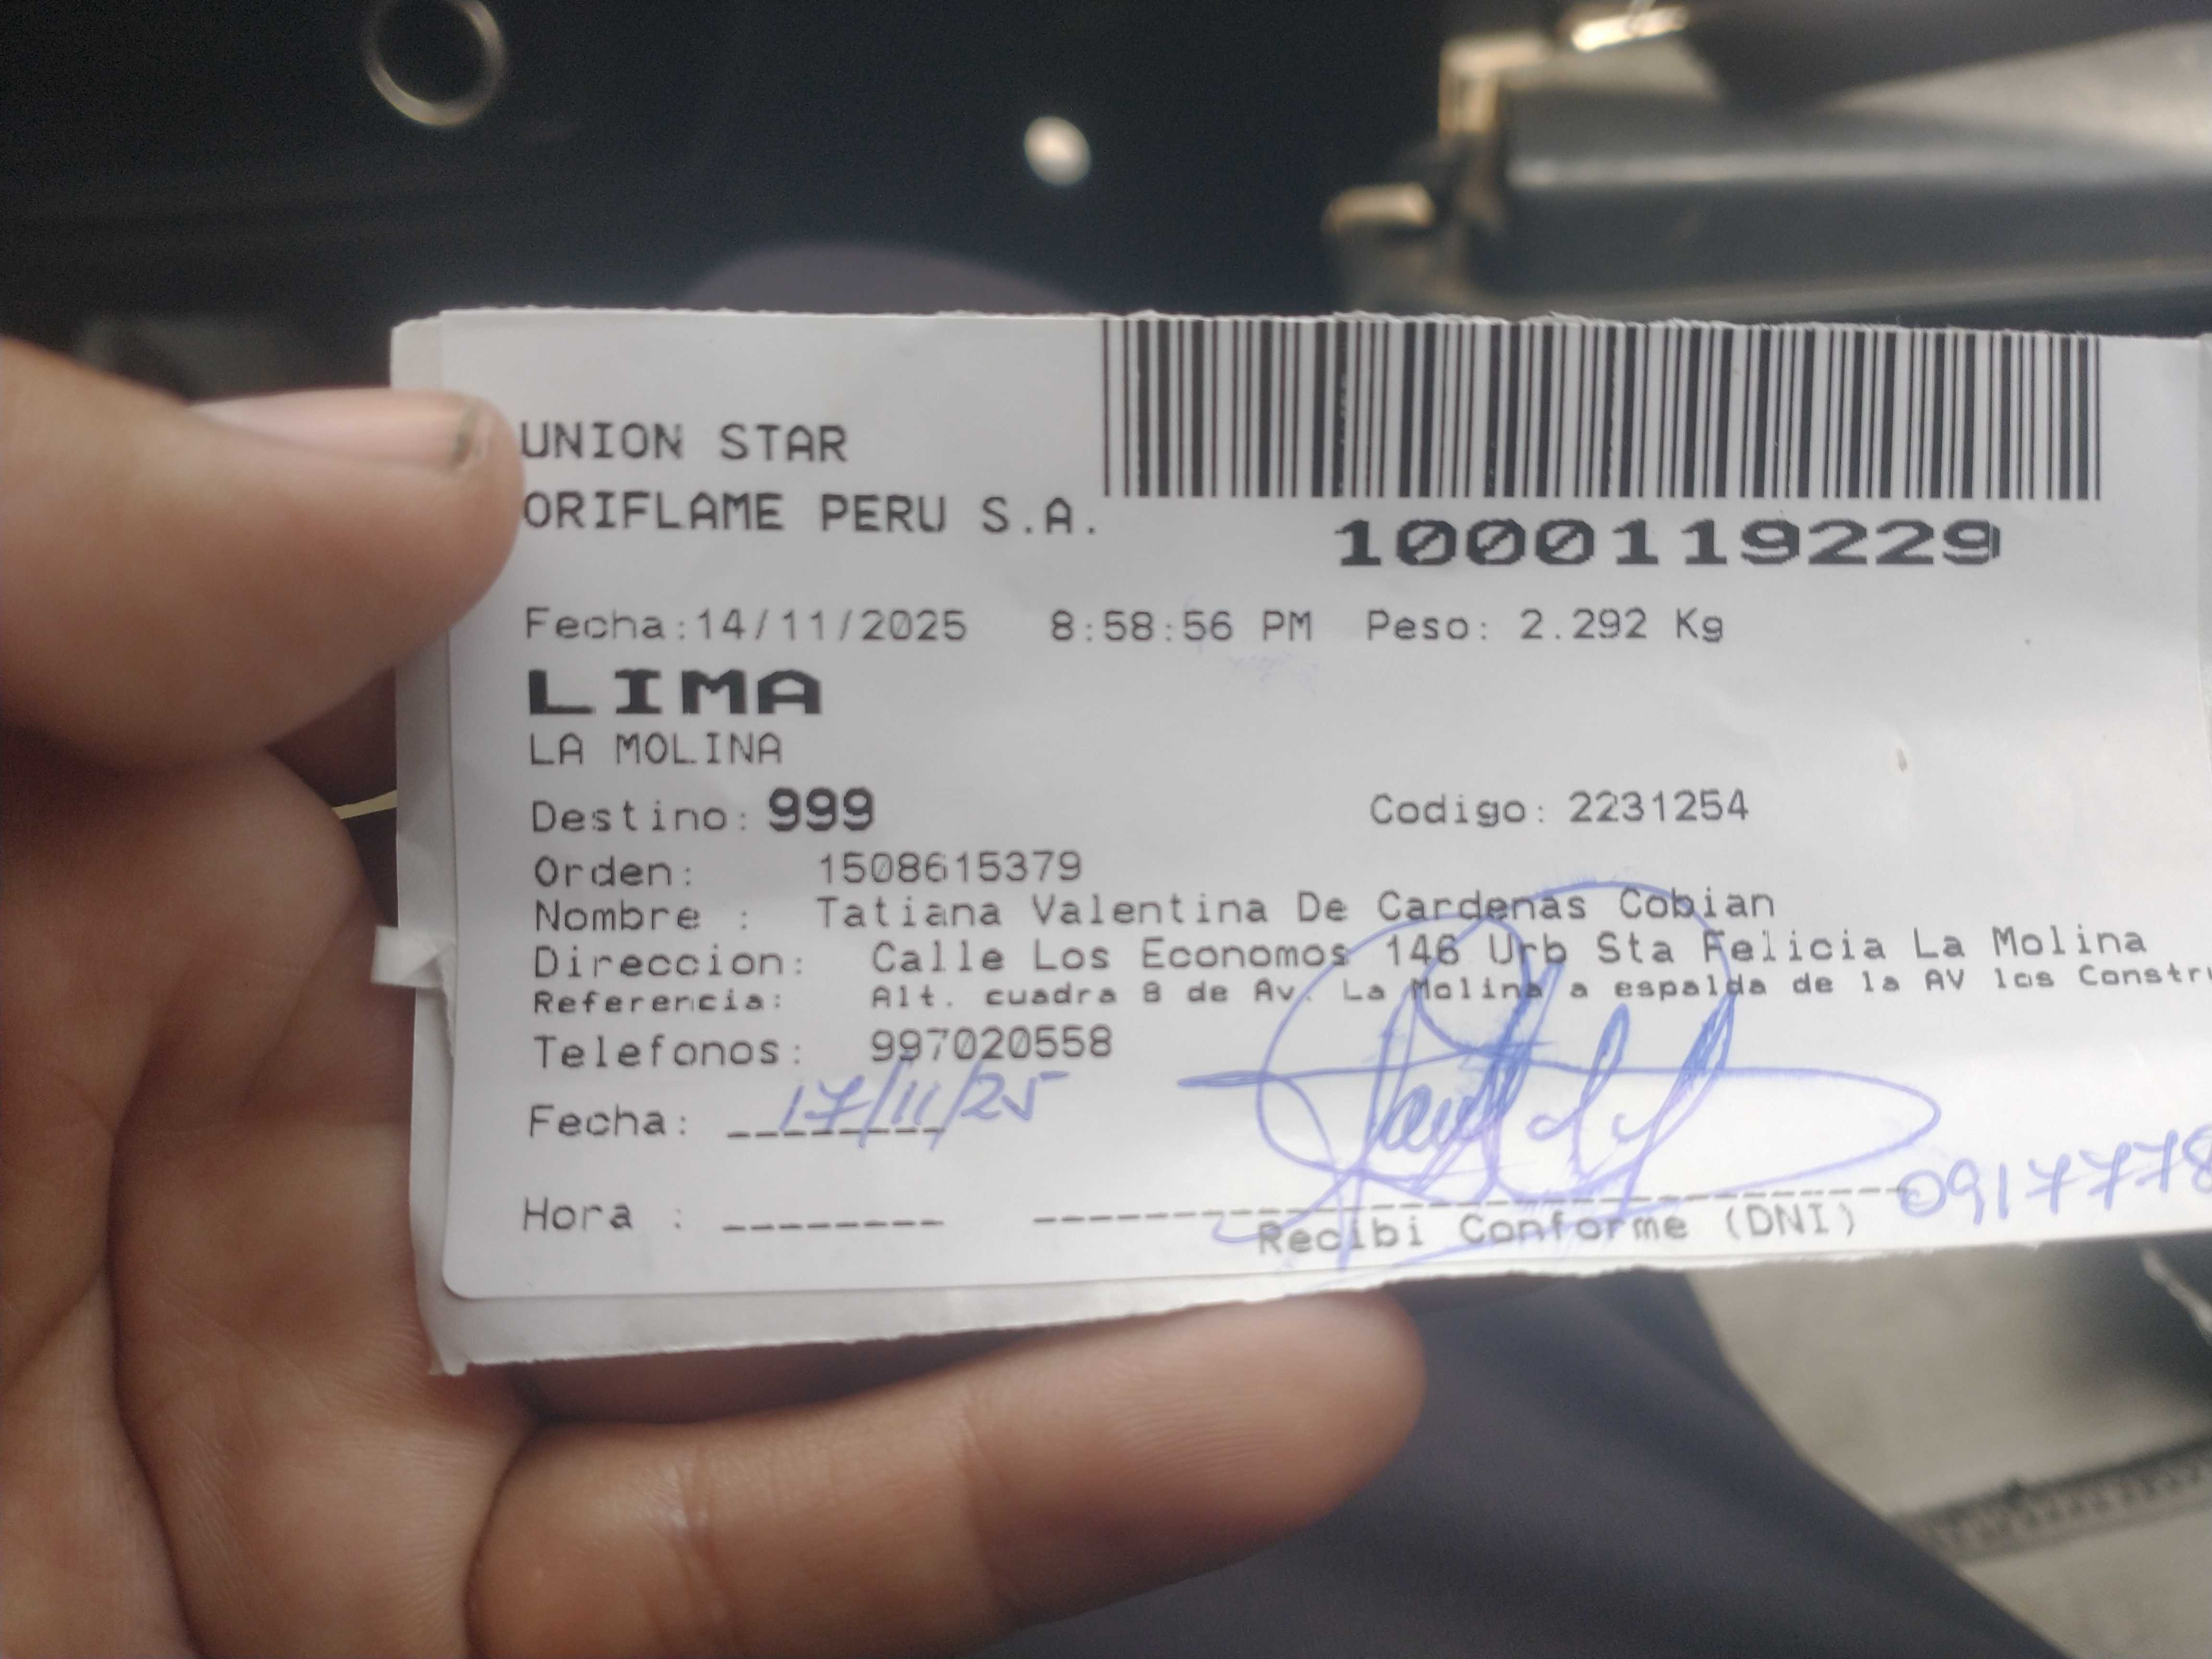 UNION STAR
ORIFLAME PERU S.A.
1000119229
Fecha:14/11/2025 8:58:56 PM Peso: 2.292 Kg
LIMA
LA MOLINA
Destino: 999 Codigo: 2231254
Orden: 1508615379
Nombre : Tatiana Valentina De Cardenas Cobian
Direccion: Calle Los Economos 146 Urb Sta Felicia La Molina
Referencia: Alt. cuadra 8 de Av. La Molina a espalda de la AV los Constru
Telefonos: 997020558
Fecha: 17/11/25
Hora :
Recibi Conforme (DNI)